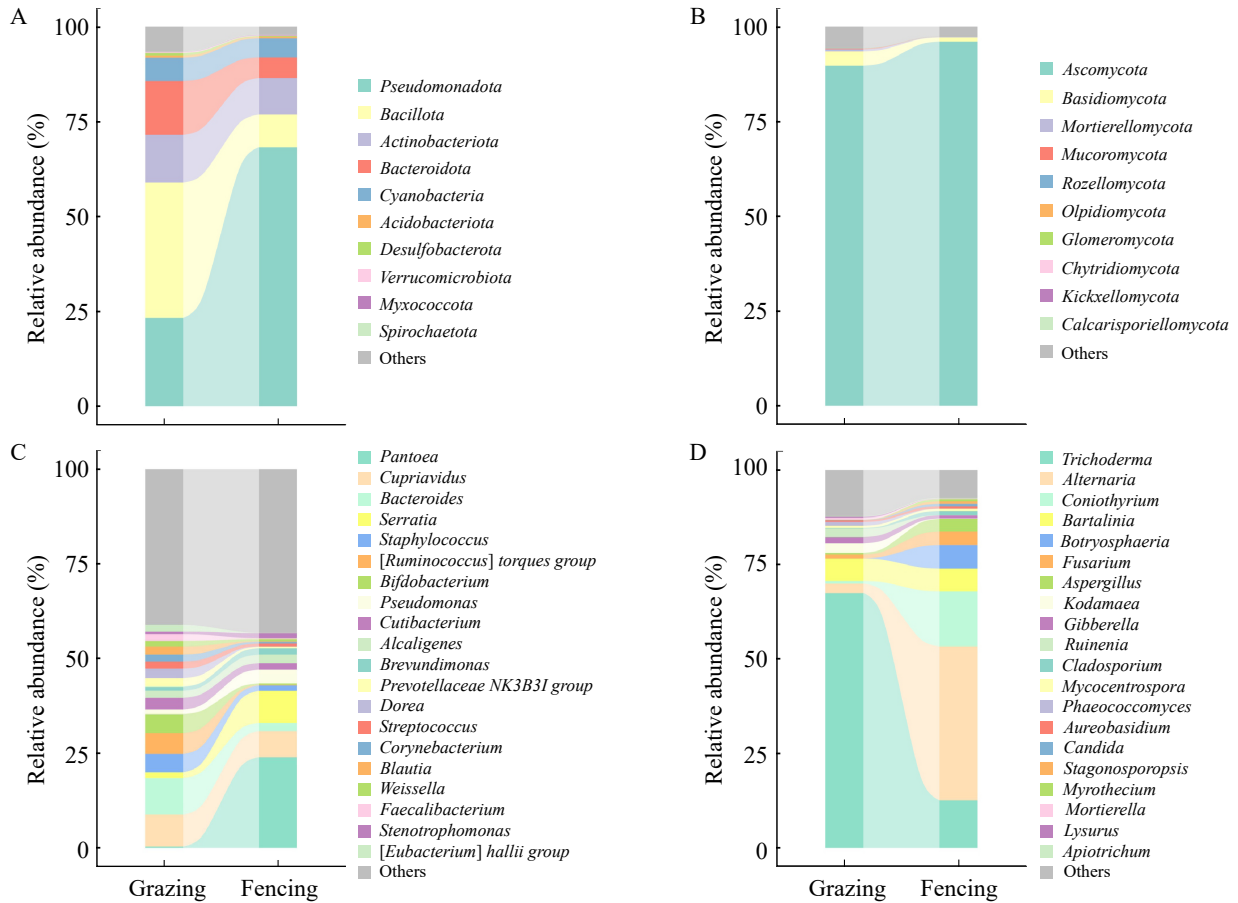 A
Relative abundance (%)
100
75
50
25
0
Pseudomonadota
Bacillota
Actinobacteriota
Bacteroidota
Cyanobacteria
Acidobacteriota
Desulfobacterota
Verrucomicrobiota
Myxococcota
Spirochaetota
Others
B
Relative abundance (%)
100
75
50
25
0
Ascomycota
Basidiomycota
Mortierellomycota
Mucoromycota
Rozellomycota
Olpidiomycota
Glomeromycota
Chytridiomycota
Kickxellomycota
Calcarisporiellomycota
Others
C
Relative abundance (%)
100
75
50
25
0
Grazing
Fencing
Pantoea
Cupriavidus
Bacteroides
Serratia
Staphylococcus
[Ruminococcus] torques group
Bifdobacterium
Pseudomonas
Cutibacterium
Alcaligenes
Brevundimonas
Prevotellaceae NK3B3I group
Dorea
Streptococcus
Corynebacterium
Blautia
Weissella
Faecalibacterium
Stenotrophomonas
[Eubacterium] hallii group
Others
D
Relative abundance (%)
100
75
50
25
0
Grazing
Fencing
Trichoderma
Alternaria
Coniothyrium
Bartalinia
Botryosphaeria
Fusarium
Aspergillus
Kodamaea
Gibberella
Ruinenia
Cladosporium
Mycocentrospora
Phaeococcomyces
Aureobasidium
Candida
Stagonosporopsis
Myrothecium
Mortierella
Lysurus
Apiotrichum
Others